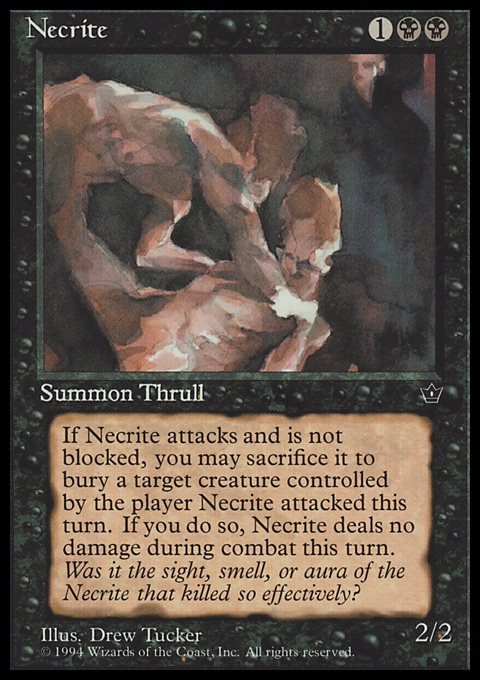 Necrite 1
Summon Thrull
If Necrite attacks and is not
blocked, you may sacrifice it to
bury a target creature controlled
by the player Necrite attacked this
turn. If you do so, Necrite deals no
damage during combat this turn.
Was it the sight, smell, or aura of the
Necrite that killed so effectively?
Illus. Drew Tucker 2/2
© 1994 Wizards of the Coast, Inc. All rights reserved.